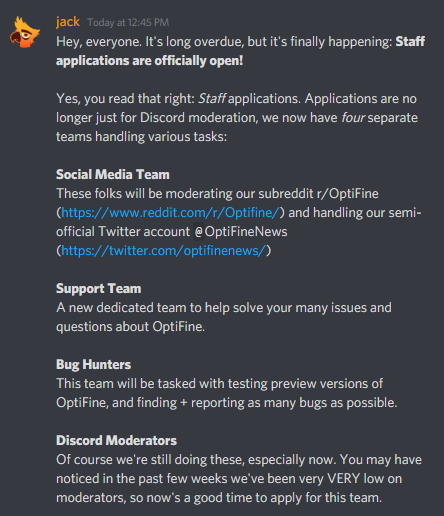 jack Today at 12:45 PM
Hey, everyone. It's long overdue, but it's finally happening: Staff
applications are officially open!
Yes, you read that right: Staff applications. Applications are no
longer just for Discord moderation, we now have four separate
teams handling various tasks:
Social Media Team
These folks will be moderating our subreddit r/OptiFine
(https://www.reddit.com/r/Optifine/) and handling our semi-
official Twitter account @OptiFineNews
(https://twitter.com/optifinenews/)
Support Team
A new dedicated team to help solve your many issues and
questions about OptiFine.
Bug Hunters
This team will be tasked with testing preview versions of
OptiFine, and finding + reporting as many bugs as possible.
Discord Moderators
Of course we're still doing these, especially now. You may have
noticed in the past few weeks we've been very VERY low on
moderators, so now's a good time to apply for this team.